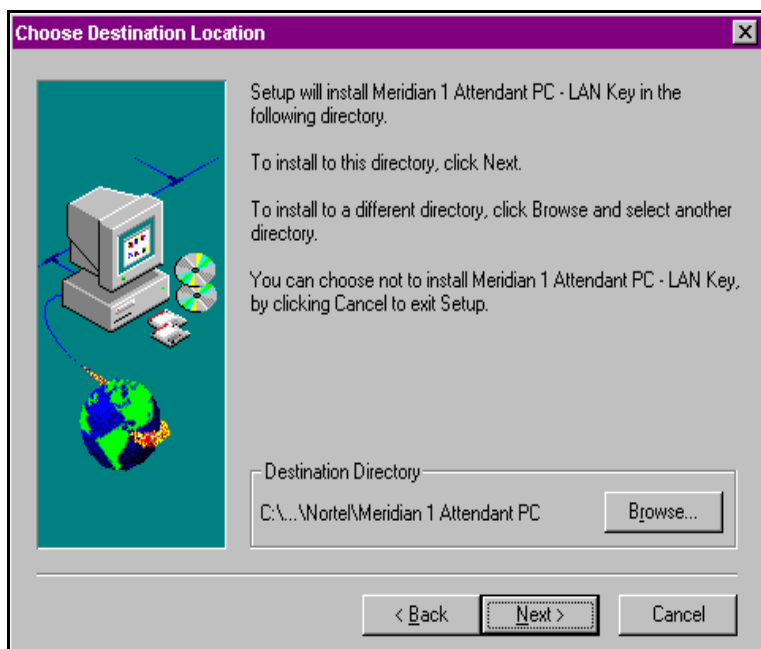 Choose Destination Location
Setup will install Meridian 1 Attendant PC - LAN Key in the
following directory.
To install to this directory, click Next.
To install to a different directory, click Browse and select another
directory.
You can choose not to install Meridian 1 Attendant PC - LAN Key,
by clicking Cancel to exit Setup.
Destination Directory
C:\...\Nortel\Meridian 1 Attendant PC
Browse...
< Back
Next >
Cancel